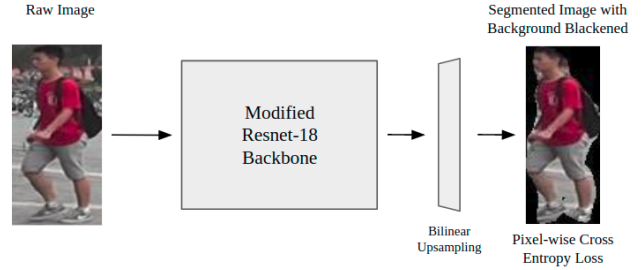 Raw Image
Segmented Image with
Background Blackened
Modified
Resnet-18
Backbone
Bilinear
Upsampling
Pixel-wise Cross
Entropy Loss